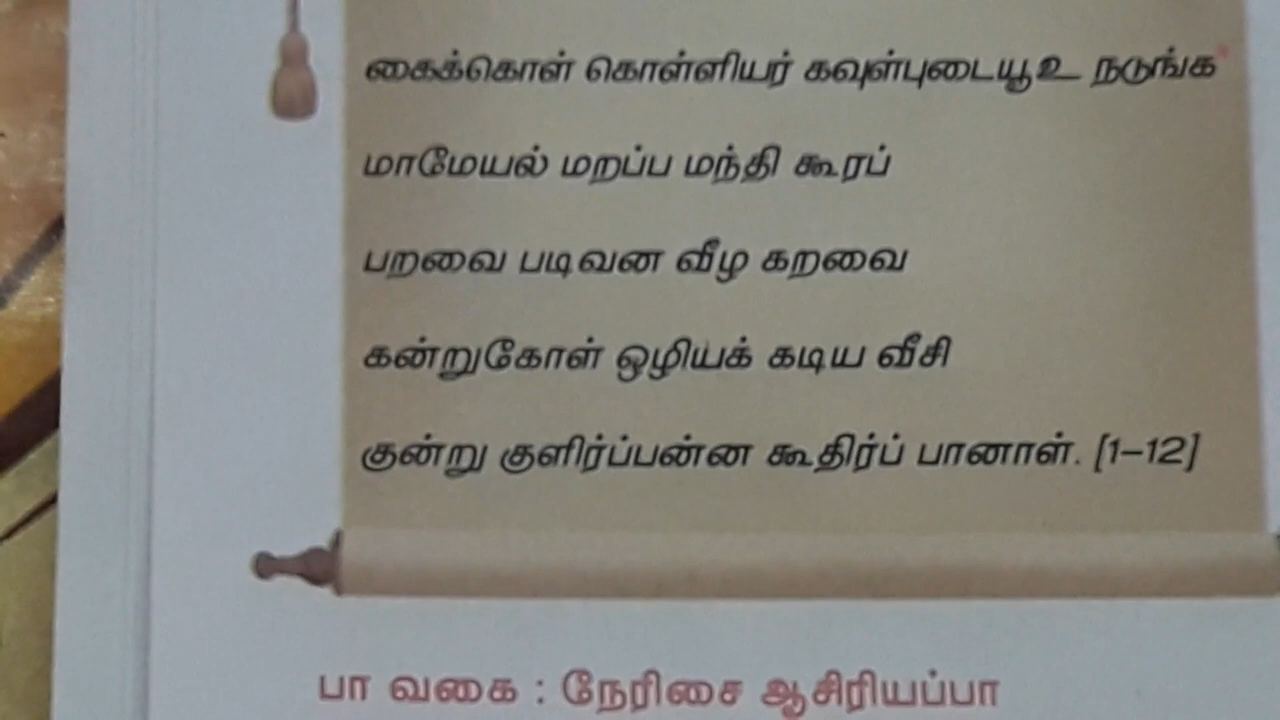 கைக்கொள் கொள்ளியர் கவுள்புடையூஉ நடுங்க
மாமேயல் மறப்ப மந்தி கூரப்
பறவை படிவன வீழ கறவை
கன்றுகோள் ஒழியக் கடிய வீசி
குன்று குளிர்ப்பன்ன கூதிர்ப் பானாள். [1–12]
பா வகை : நேரிசை ஆசிரியப்பா